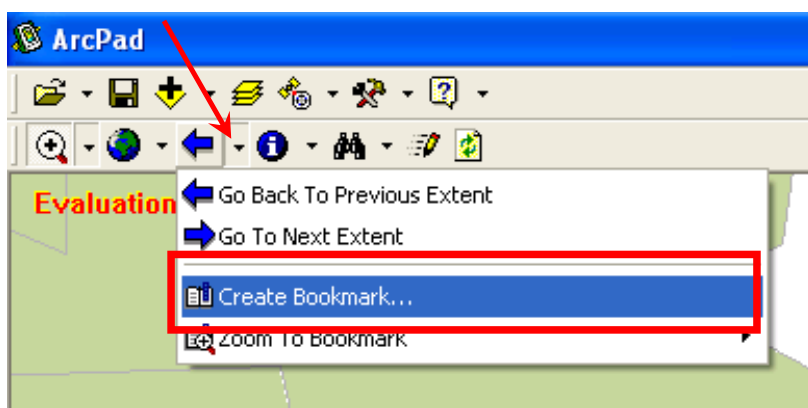 ArcPad
Evaluation
Go Back To Previous Extent
Go To Next Extent
Create Bookmark...
Zoom To Bookmark